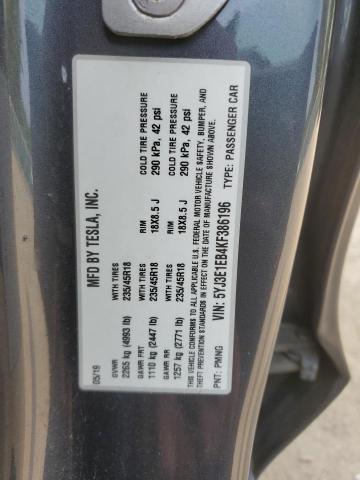 MFD BY TESLA, INC.
05/19
GVWR
2265 kg (4993 lb)
WITH TIRES
235/45R18
COLD TIRE PRESSURE
290 kPa, 42 psi
GAWR FRT
1110 kg (2447 lb)
WITH TIRES
235/45R18
RIM
18X8.5 J
COLD TIRE PRESSURE
290 kPa, 42 psi
GAWR RR
1257 kg (2771 lb)
WITH TIRES
235/45R18
RIM
18X8.5 J
THIS VEHICLE CONFORMS TO ALL APPLICABLE U.S. FEDERAL MOTOR VEHICLE SAFETY, BUMPER, AND
THEFT PREVENTION STANDARDS IN EFFECT ON THE DATE OF MANUFACTURE SHOWN ABOVE.
VIN: 5YJ3E1EB4KF386196
TYPE: PASSENGER CAR
PNT: PMNG